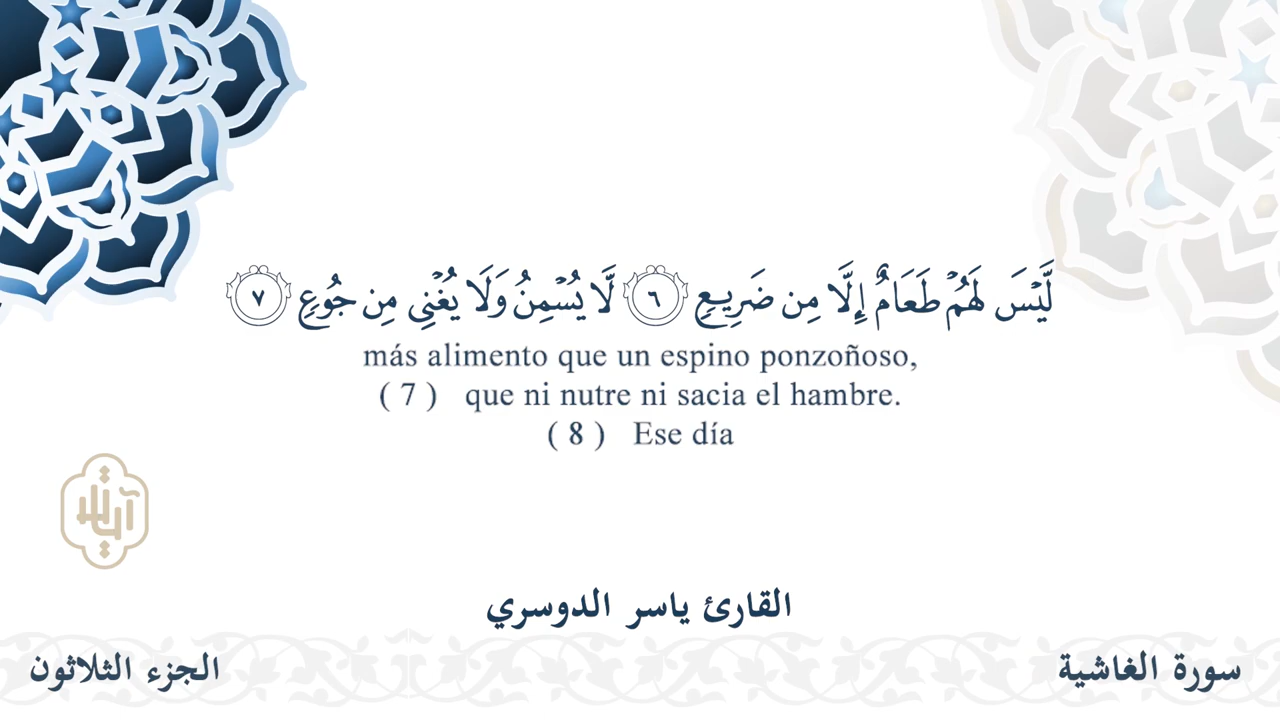 لَّيْسَ لَهُمْ طَعَامٌ إِلَّا مِن ضَرِيعٍ ٦ لَّا يُسْمِنُ وَلَا يُغْنِي مِن جُوعٍ ٧
más alimento que un espino ponzoñoso,
( 7 ) que ni nutre ni sacia el hambre.
( 8 ) Ese día
آيات
القارئ ياسر الدوسري
سورة الغاشية
الجزء الثلاثون